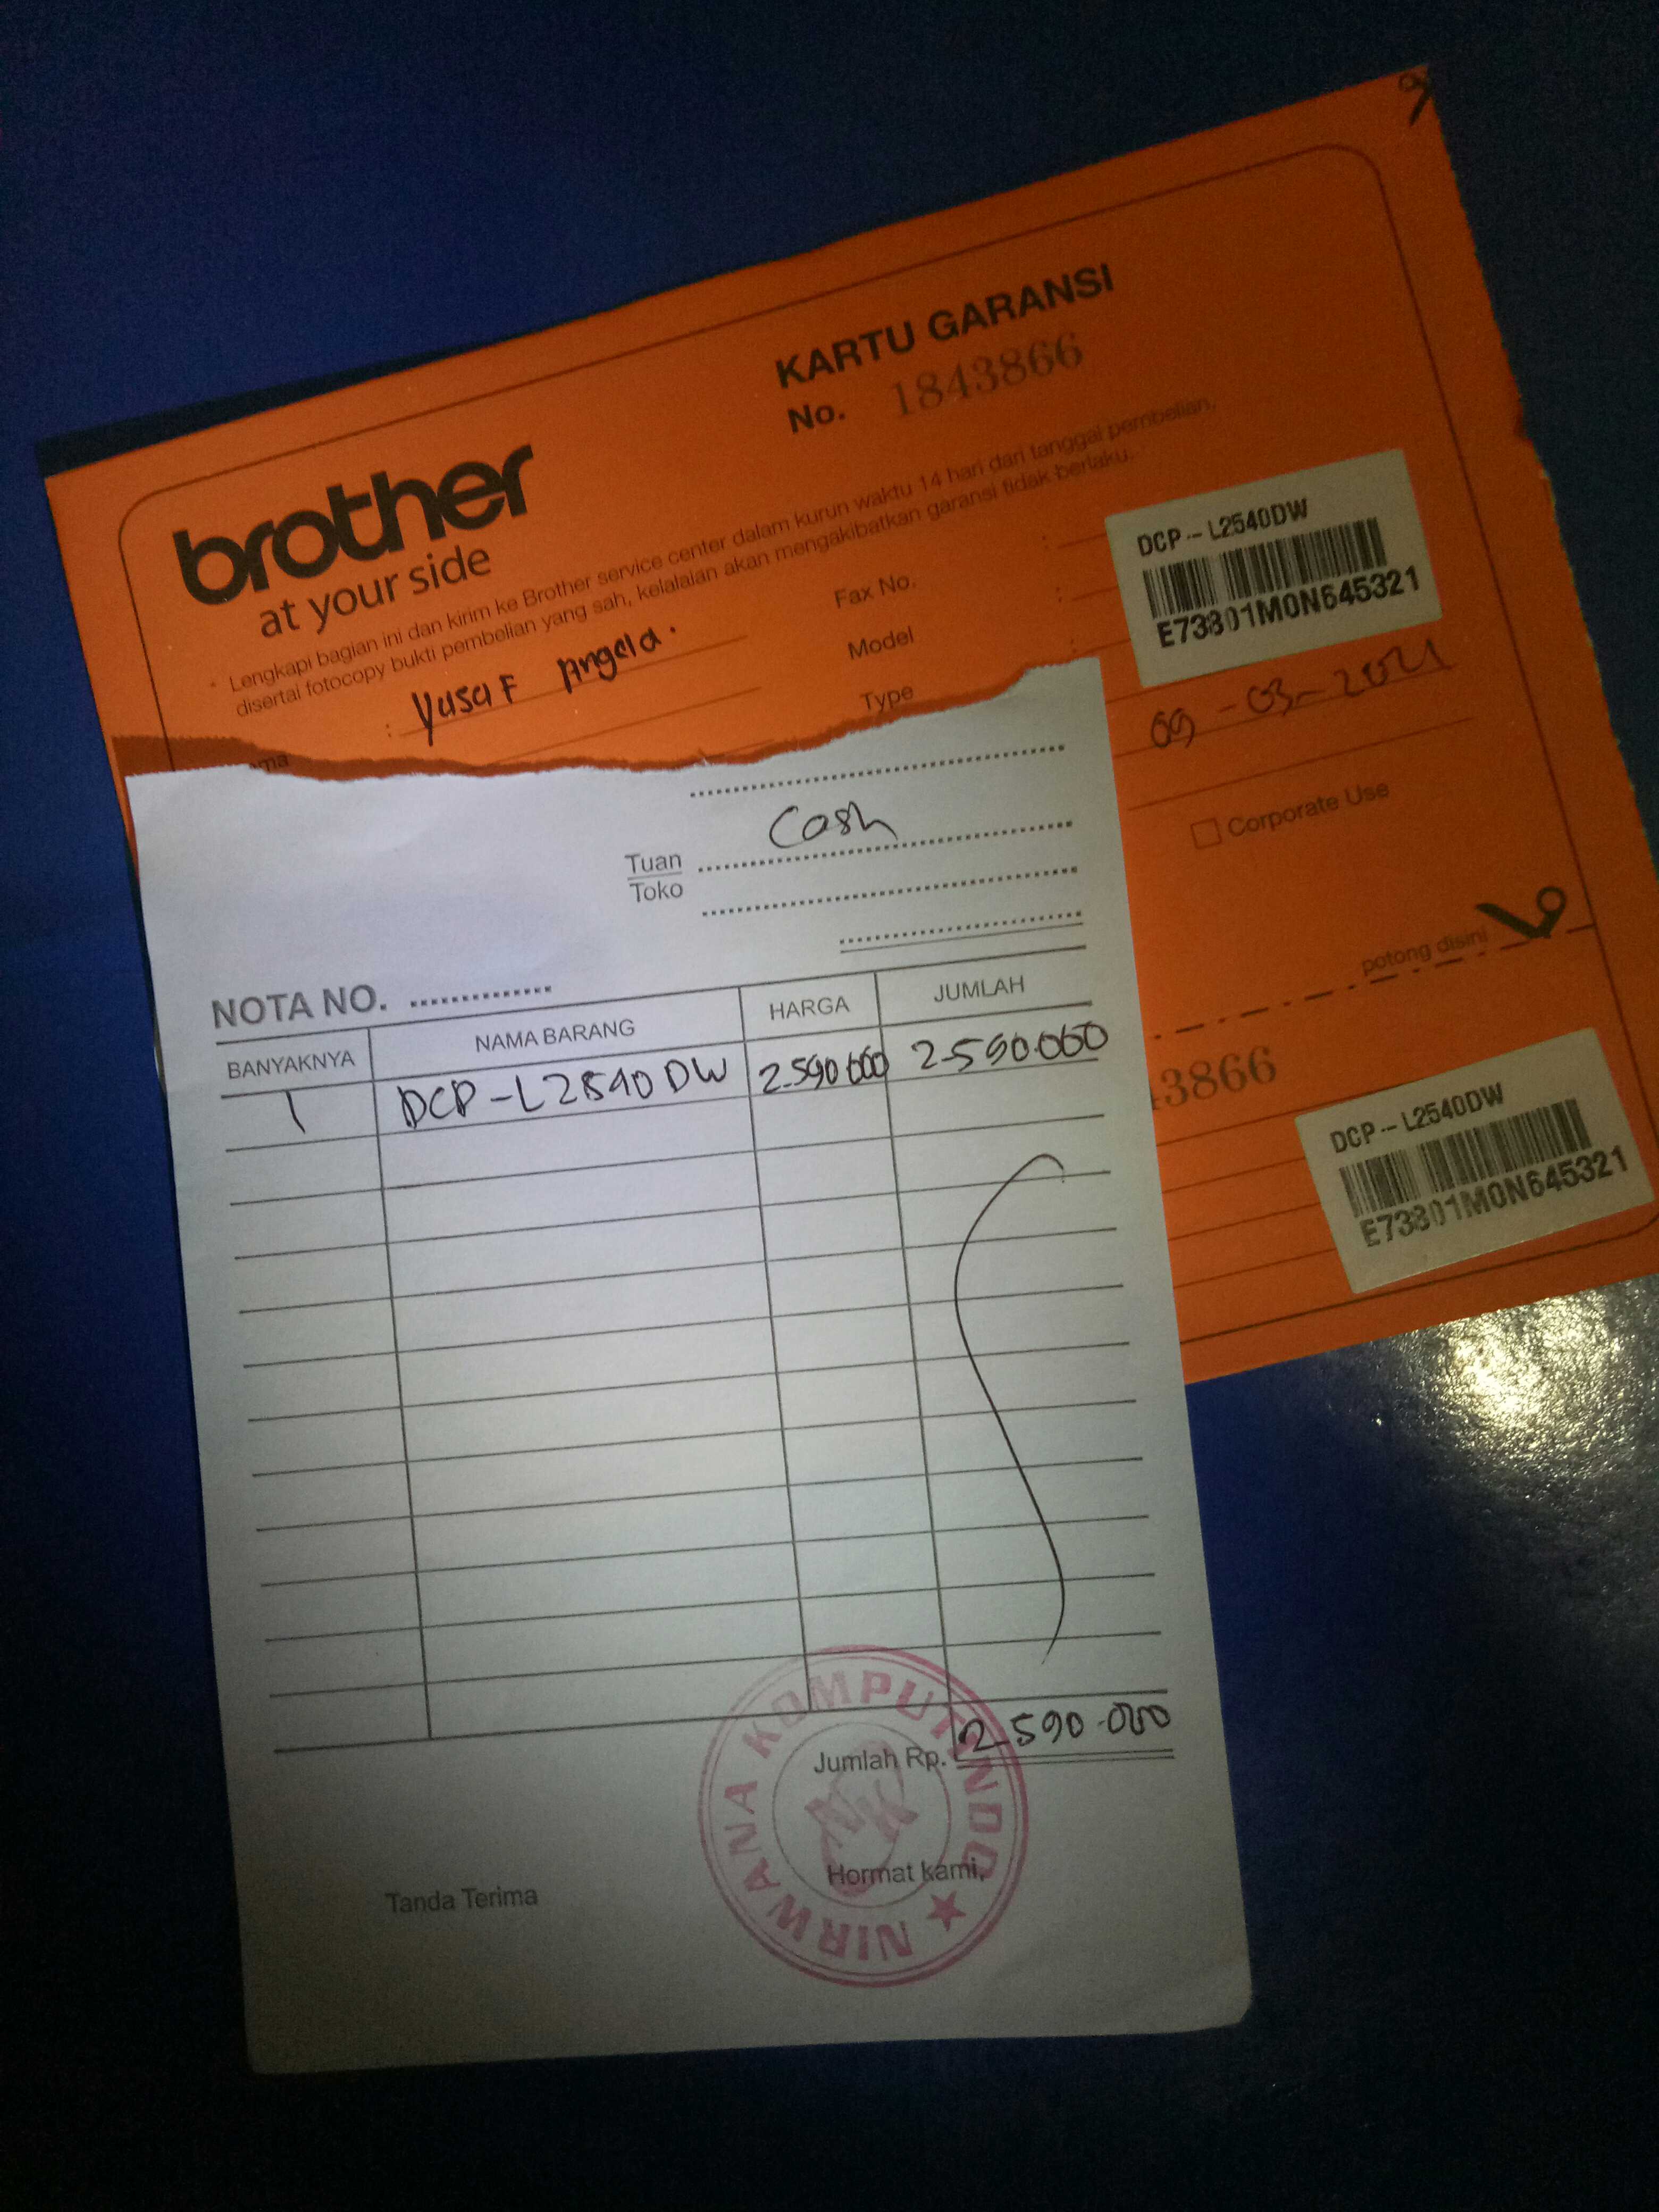 KARTU GARANSI
No. 1843866
brother
at your side
* Lengkapi bagian ini dan kirim ke Brother service center dalam kurun waktu 14 hari dari tanggal pembelian,
disertai fotocopy bukti pembelian yang sah, kelalaian akan mengakibatkan garansi tidak berlaku.
: Yusuf Angela.
Fax No. :
Model :
Type :
DCP -- L2540DW
E73801M0N645321
09-03-2021
Corporate Use
potong disini
3866
DCP -- L2540DW
E73801M0N645321
ma
Cash
Tuan
Toko
NOTA NO.
BANYAKNYA NAMA BARANG HARGA JUMLAH
1 DCP-L2540DW 2.590.000 2.590.000
Jumlah Rp. 2.590.000
Tanda Terima Hormat kami,
NIRWANA KOMPUTINDO
NK